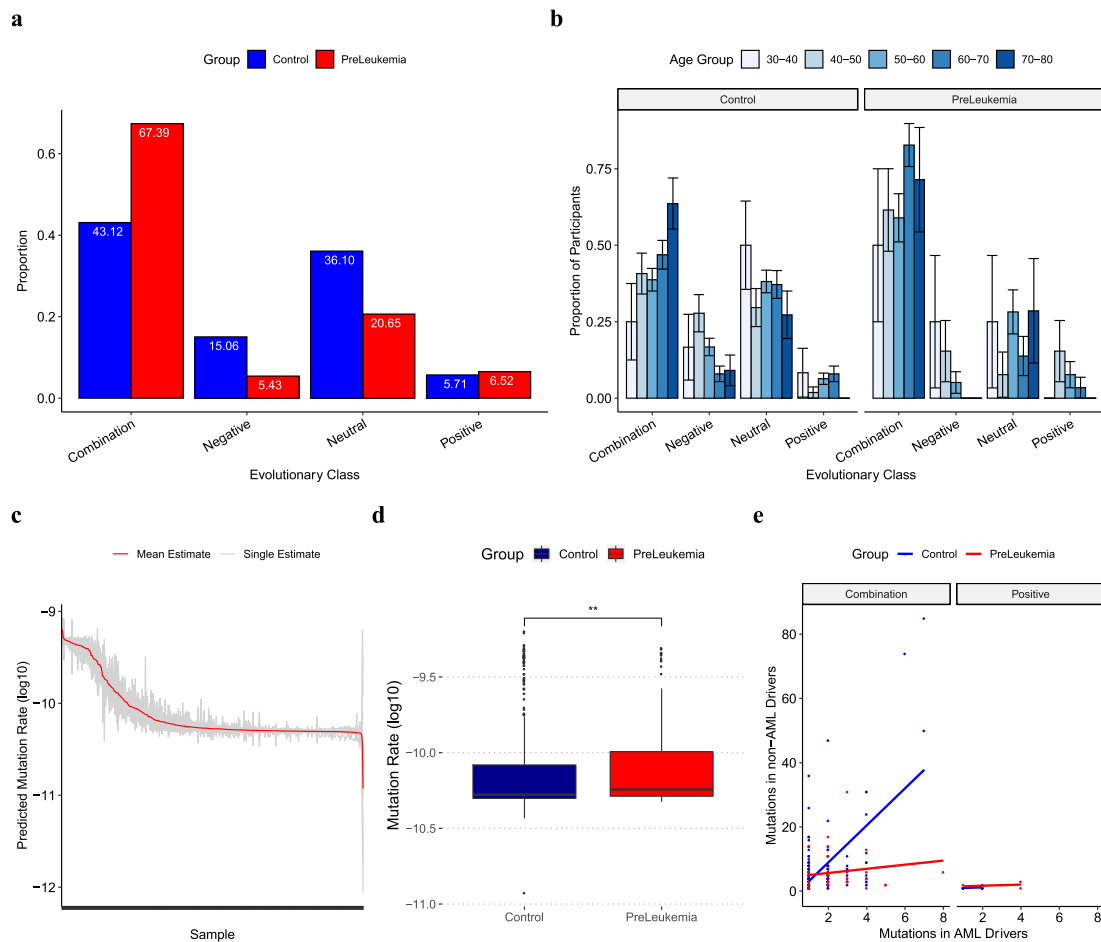 a
Group Control PreLeukemia
Proportion
0.6
0.4
0.2
0.0
43.12
67.39
15.06
5.43
36.10
20.65
5.71
6.52
Combination
Negative
Neutral
Positive
Evolutionary Class
b
Age Group 30−40 40−50 50−60 60−70 70−80
Control PreLeukemia
Proportion of Participants
0.75
0.50
0.25
0.00
Combination
Negative
Neutral
Positive
Combination
Negative
Neutral
Positive
Evolutionary Class
c
Mean Estimate Single Estimate
Predicted Mutation Rate (log10)
−9
−10
−11
−12
Sample
d
Group Control PreLeukemia
**
Mutation Rate (log10)
−9.5
−10.0
−10.5
−11.0
Control PreLeukemia
e
Group Control PreLeukemia
Combination Positive
Mutations in non−AML Drivers
80
60
40
20
0
2 4 6 8 2 4 6 8
Mutations in AML Drivers